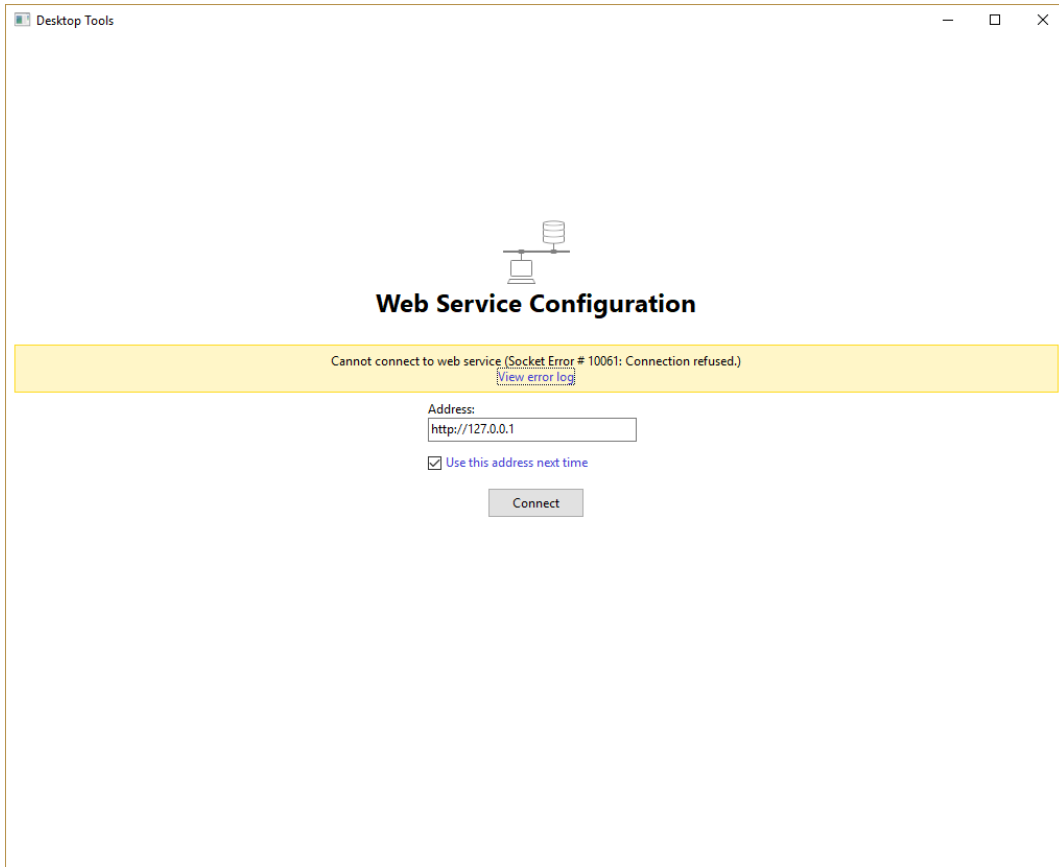 Desktop Tools
Web Service Configuration
Cannot connect to web service (Socket Error # 10061: Connection refused.)
View error log
Address:
http://127.0.0.1
Use this address next time
Connect